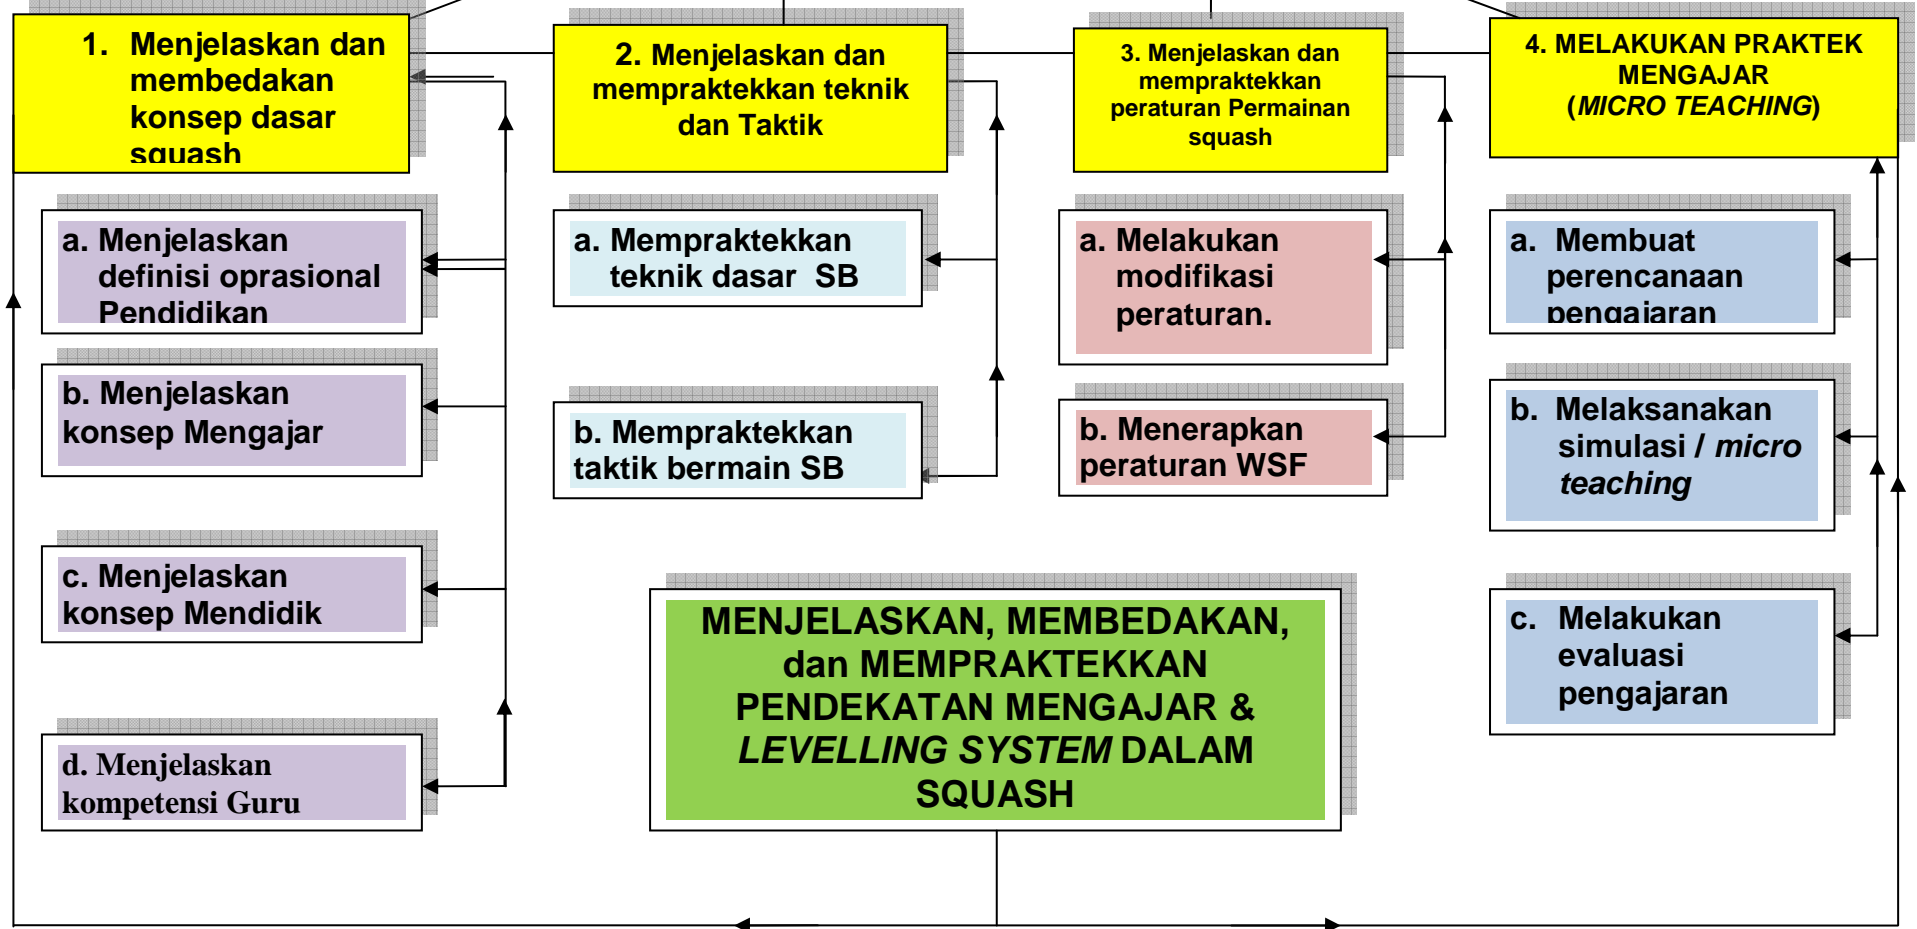 1. Menjelaskan dan
membedakan
konsep dasar
squash
2. Menjelaskan dan
mempraktekkan teknik
dan Taktik
3. Menjelaskan dan
mempraktekkan
peraturan Permainan
squash
4. MELAKUKAN PRAKTEK
MENGAJAR
(MICRO TEACHING)
a. Menjelaskan
definisi oprasional
Pendidikan
b. Menjelaskan
konsep Mengajar
c. Menjelaskan
konsep Mendidik
d. Menjelaskan
kompetensi Guru
a. Mempraktekkan
teknik dasar SB
b. Mempraktekkan
taktik bermain SB
a. Melakukan
modifikasi
peraturan.
b. Menerapkan
peraturan WSF
a. Membuat
perencanaan
pengajaran
b. Melaksanakan
simulasi / micro
teaching
c. Melakukan
evaluasi
pengajaran
MENJELASKAN, MEMBEDAKAN,
dan MEMPRAKTEKKAN
PENDEKATAN MENGAJAR &
LEVELLING SYSTEM DALAM
SQUASH